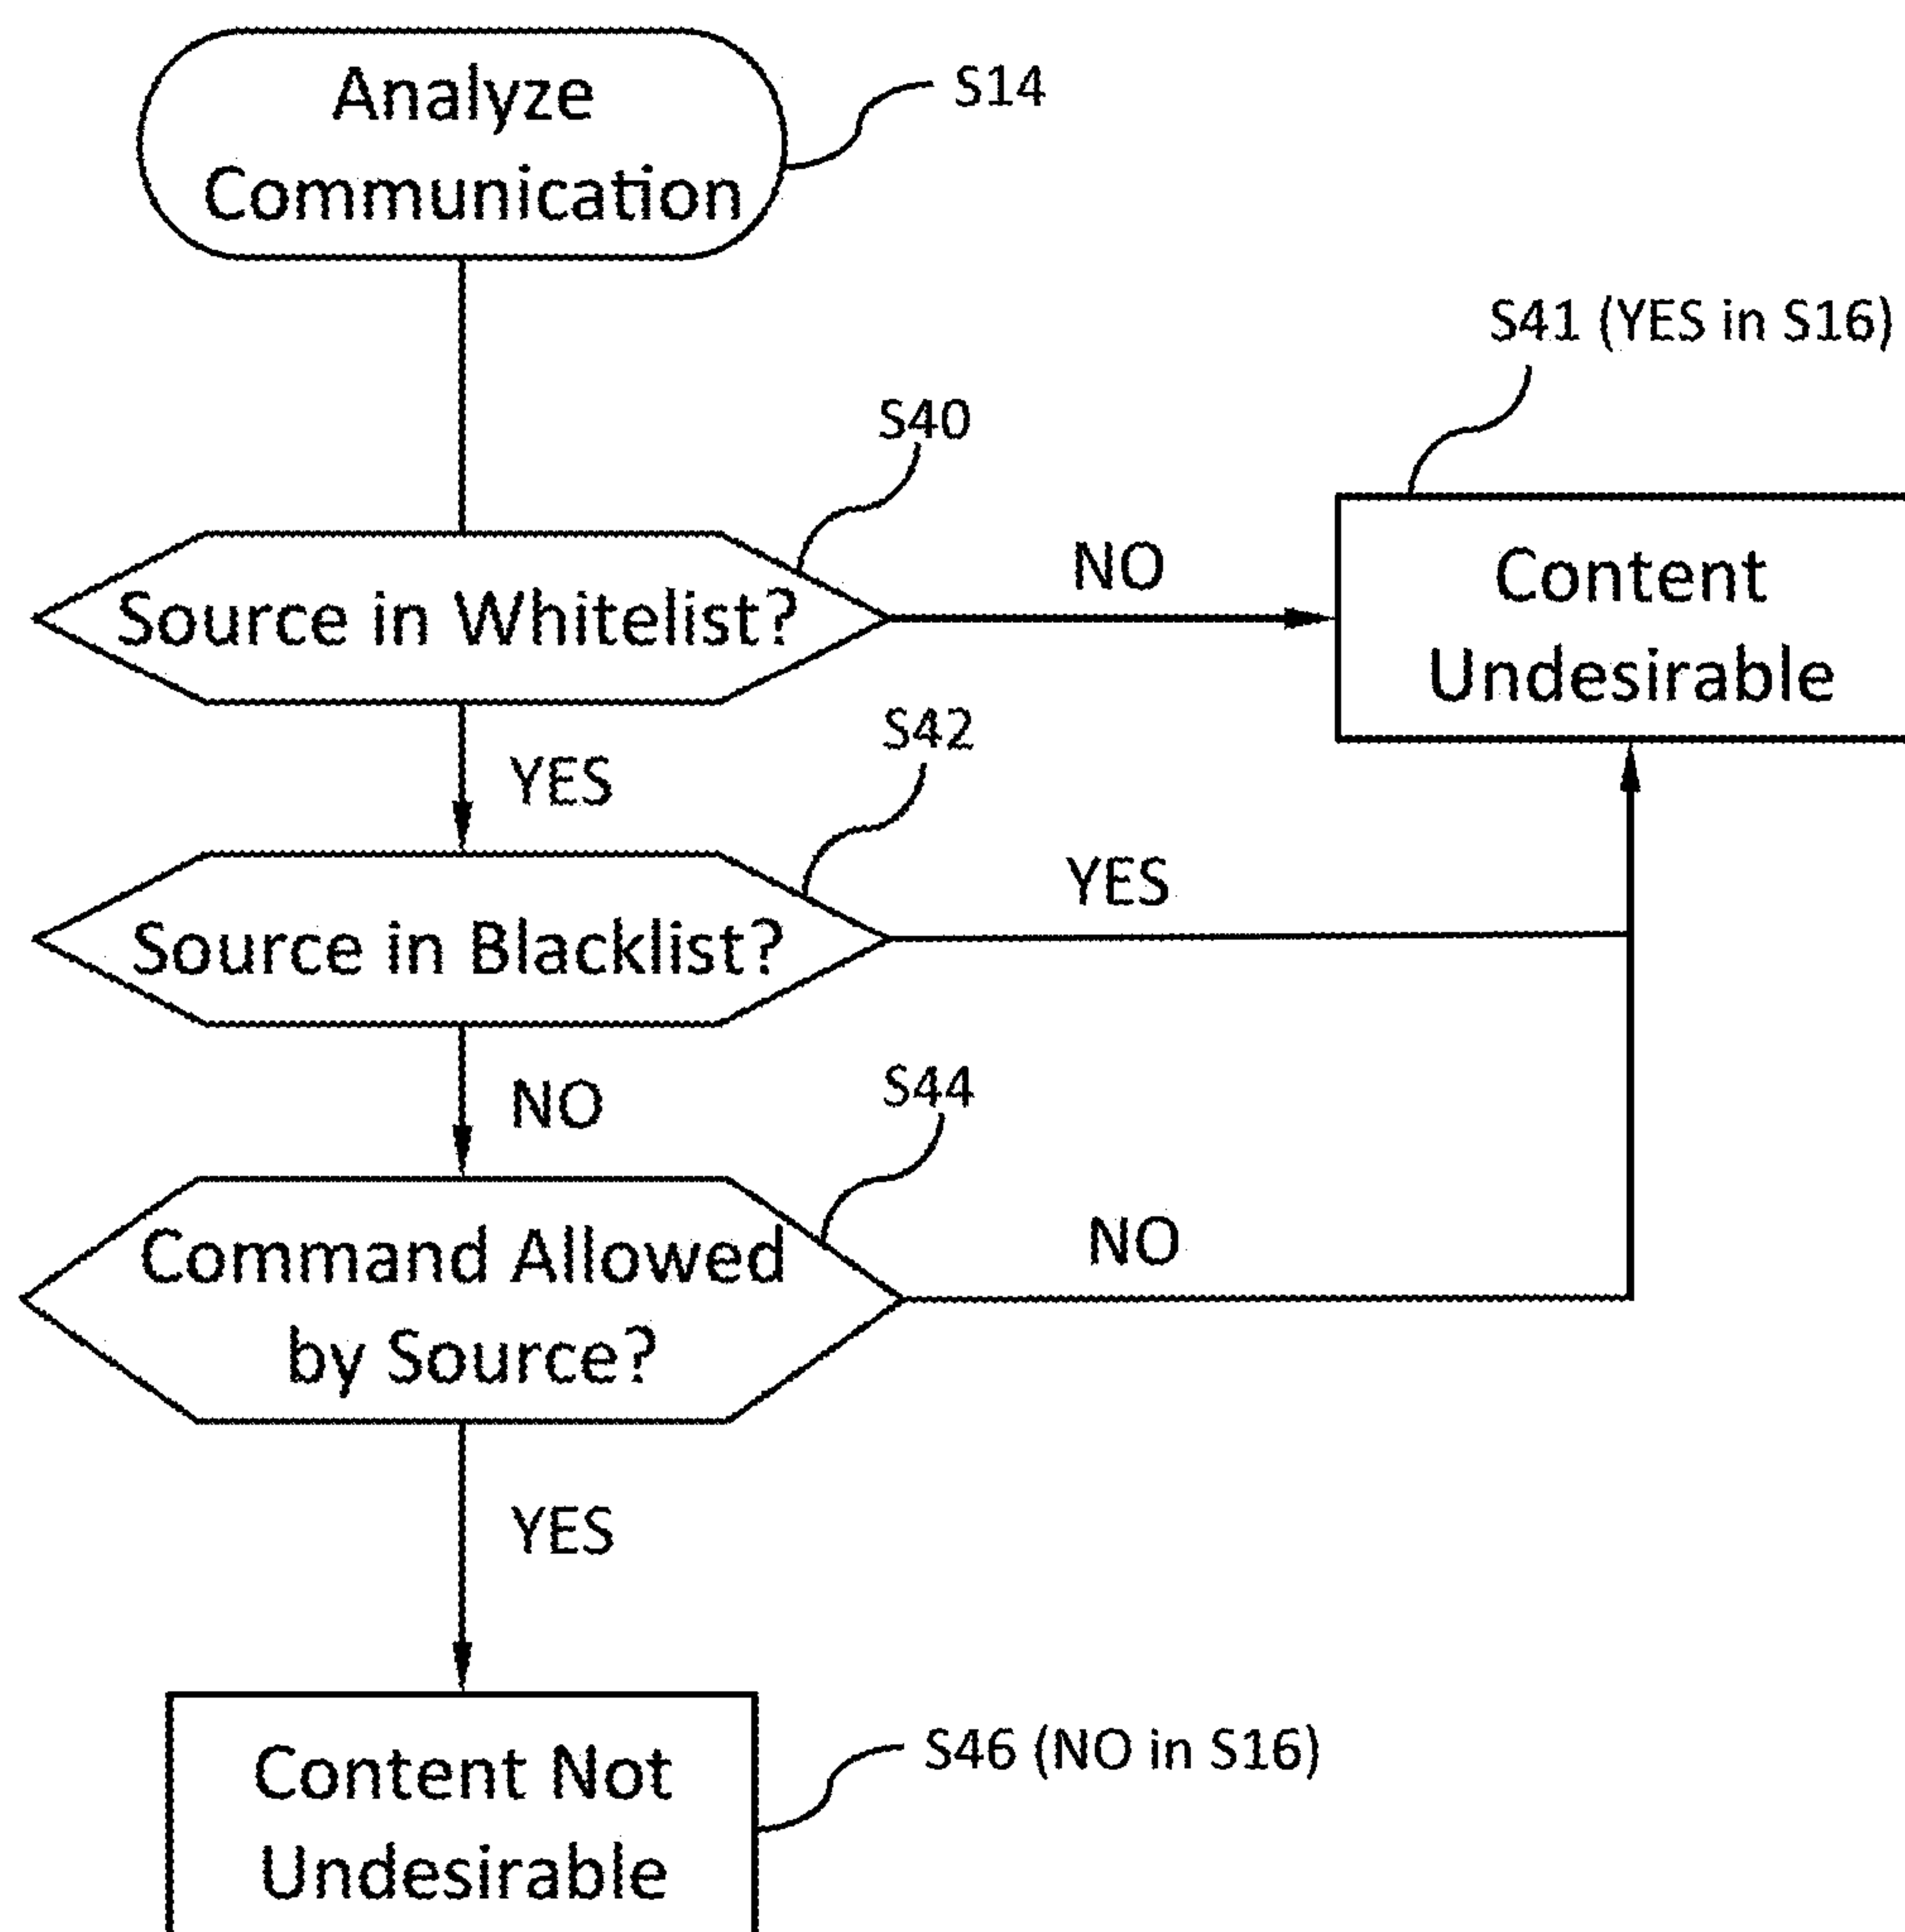 Analyze
Communication
S14
S41 (YES in S16)
S40
Source in Whitelist?
NO
Content
Undesirable
YES
S42
Source in Blacklist?
YES
NO
S44
Command Allowed
by Source?
NO
YES
Content Not
Undesirable
S46 (NO in S16)